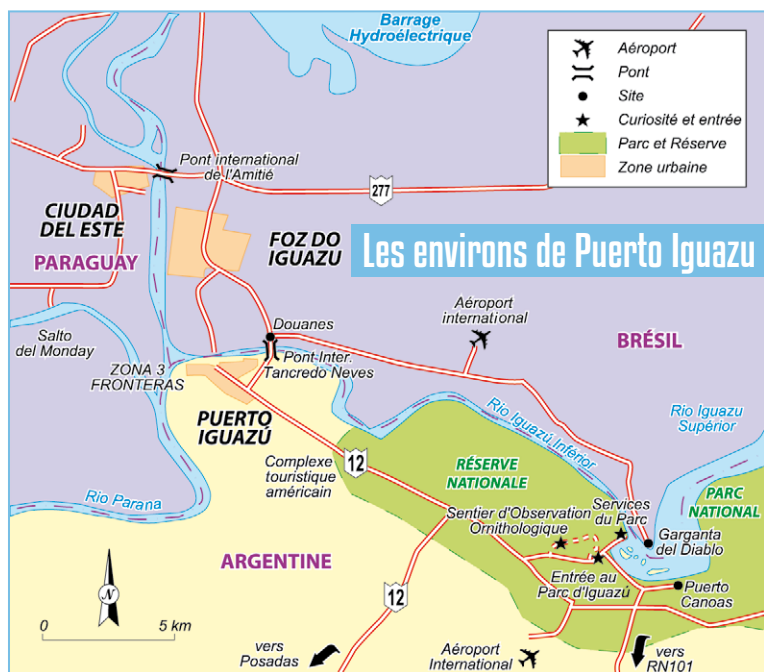 Barrage
Hydroélectrique
Aéroport
Pont
Site
Curiosité et entrée
Parc et Réserve
Zone urbaine
Pont international
de l'Amitié
277
CIUDAD
DEL ESTE
PARAGUAY
FOZ DO
IGUAZU
Les environs de Puerto Iguazu
Aéroport
international
Salto
del Monday
Douanes
BRÉSIL
Pont Inter.
Tancredo Neves
ZONA 3
FRONTERAS
PUERTO
IGUAZÚ
Rio Iguazú Inférior
Rio Iguazu
Supérior
12
Complexe
touristique
américain
RÉSERVE
NATIONALE
PARC
NATIONAL
Rio Parana
Sentier d'Observation
Ornithologique
Services
du Parc
Garganta
del Diablo
ARGENTINE
Entrée au
Parc d'Iguazú
Puerto
Canoas
12
N
0 5 km
vers
Posadas
Aéroport
International
vers
RN101